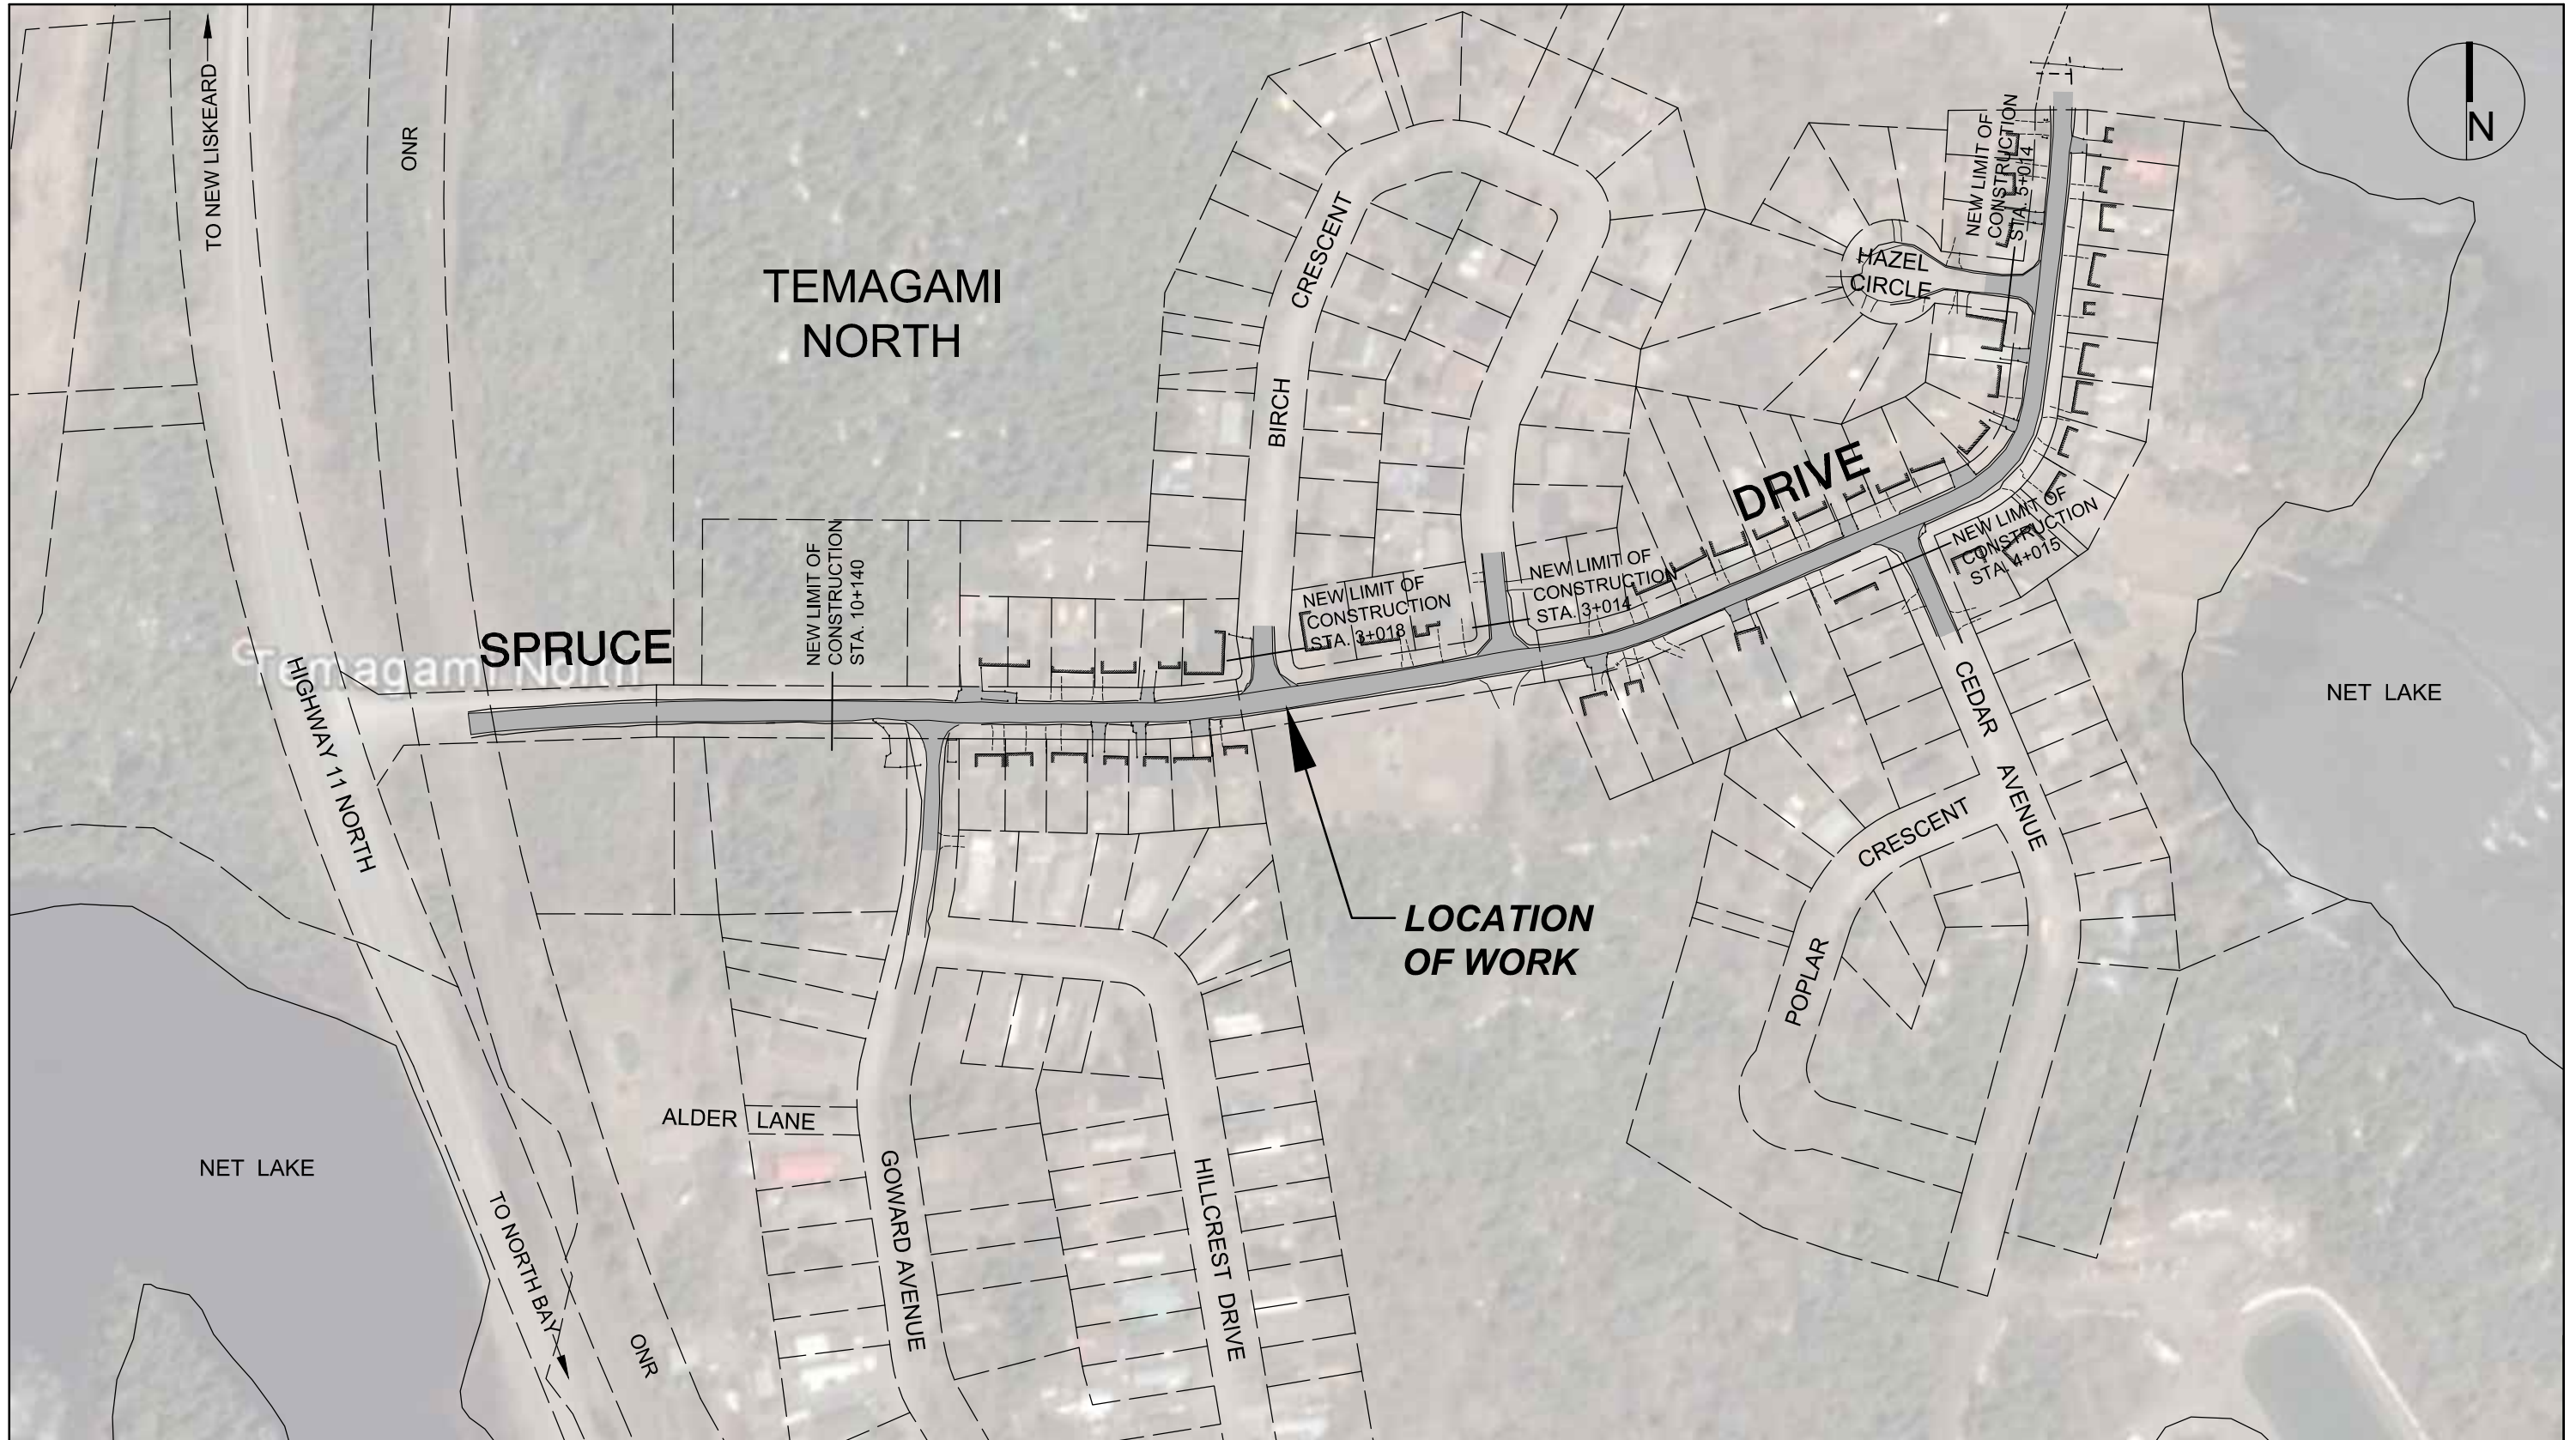 TO NEW LISKEARD
ONR
TEMAGAMI
NORTH
BIRCH
CRESCENT
HAZEL
CIRCLE
NEW LIMIT OF
CONSTRUCTION
STA. 5+014
N
DRIVE
NEW LIMIT OF
CONSTRUCTION
STA. 10+140
NEW LIMIT OF
CONSTRUCTION
STA. 3+018
NEW LIMIT OF
CONSTRUCTION
STA. 3+014
NEW LIMIT OF
CONSTRUCTION
STA. 4+015
SPRUCE
Temagami North
HIGHWAY 11 NORTH
NET LAKE
CEDAR
AVENUE
CRESCENT
POPLAR
LOCATION
OF WORK
ALDER LANE
NET LAKE
TO NORTH BAY
ONR
GOWARD AVENUE
HILLCREST DRIVE